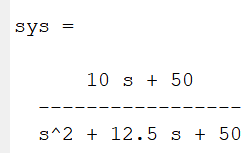 sys =
10 s + 50
-----------------
s^2 + 12.5 s + 50